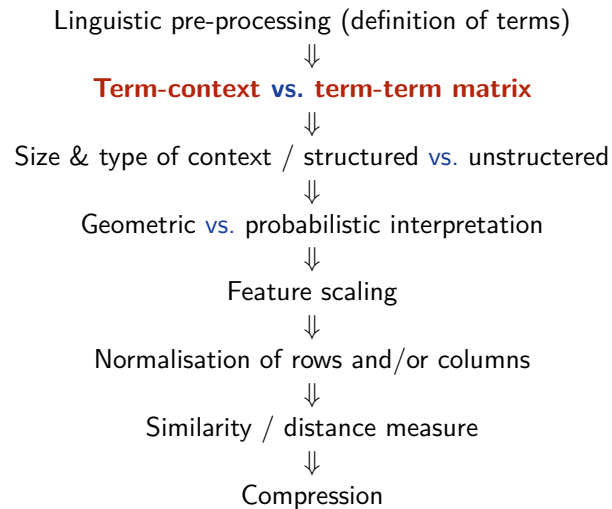 Linguistic pre-processing (definition of terms)
⇓
Term-context vs. term-term matrix
⇓
Size & type of context / structured vs. unstructered
⇓
Geometric vs. probabilistic interpretation
⇓
Feature scaling
⇓
Normalisation of rows and/or columns
⇓
Similarity / distance measure
⇓
Compression